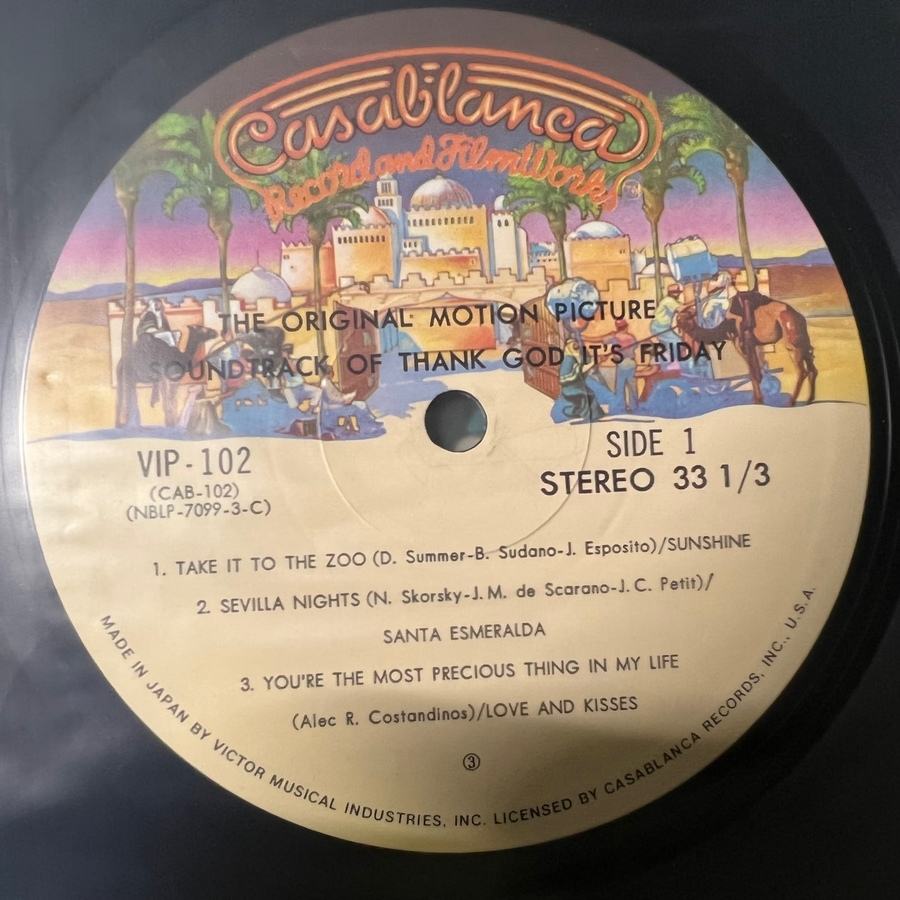 Casablanca
Record and FilmWorks ®
THE ORIGINAL MOTION PICTURE
SOUNDTRACK OF THANK GOD IT'S FRIDAY
VIP-102
(CAB-102)
(NBLP-7099-3-C)
SIDE 1
STEREO 33 1/3
1. TAKE IT TO THE ZOO (D. Summer-B. Sudano-J. Esposito)/SUNSHINE
2. SEVILLA NIGHTS (N. Skorsky-J.M. de Scarano-J.C. Petit)/
SANTA ESMERALDA
3. YOU'RE THE MOST PRECIOUS THING IN MY LIFE
(Alec R. Costandinos)/LOVE AND KISSES
③
MADE IN JAPAN BY VICTOR MUSICAL INDUSTRIES, INC. LICENSED BY CASABLANCA RECORDS, INC., U.S.A.